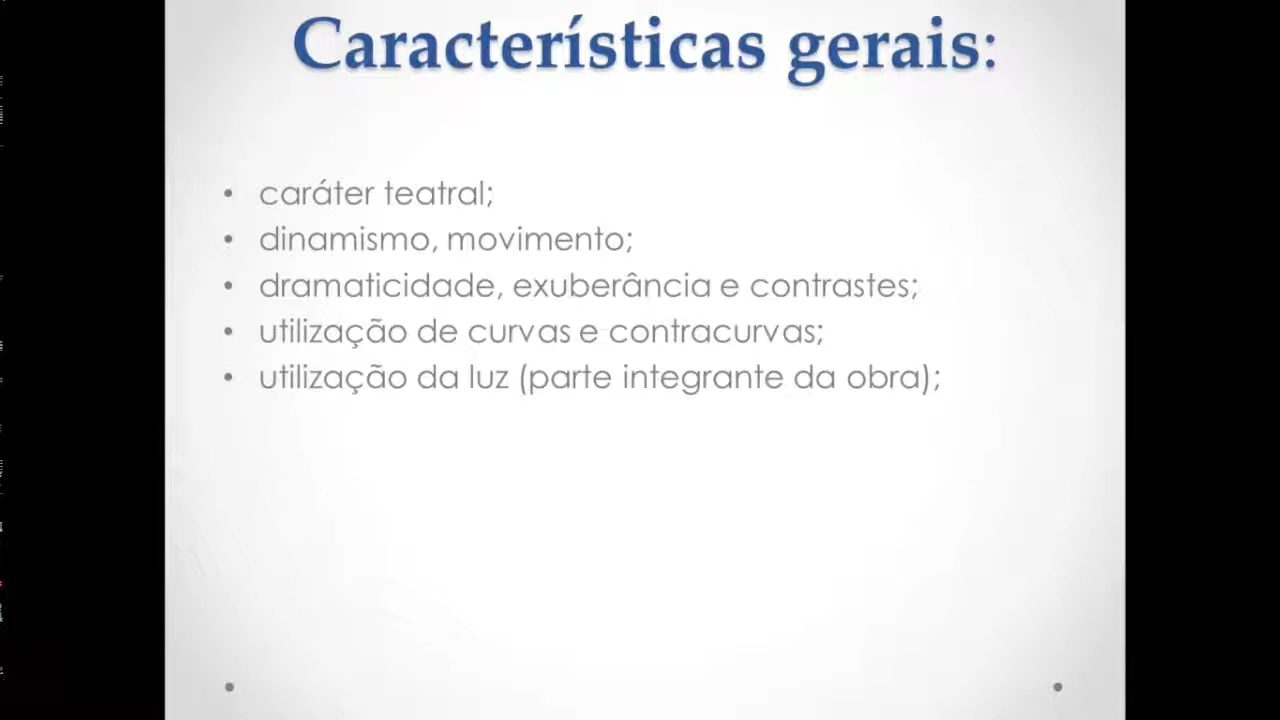 Características gerais:
• caráter teatral;
• dinamismo, movimento;
• dramaticidade, exuberância e contrastes;
• utilização de curvas e contracurvas;
• utilização da luz (parte integrante da obra);